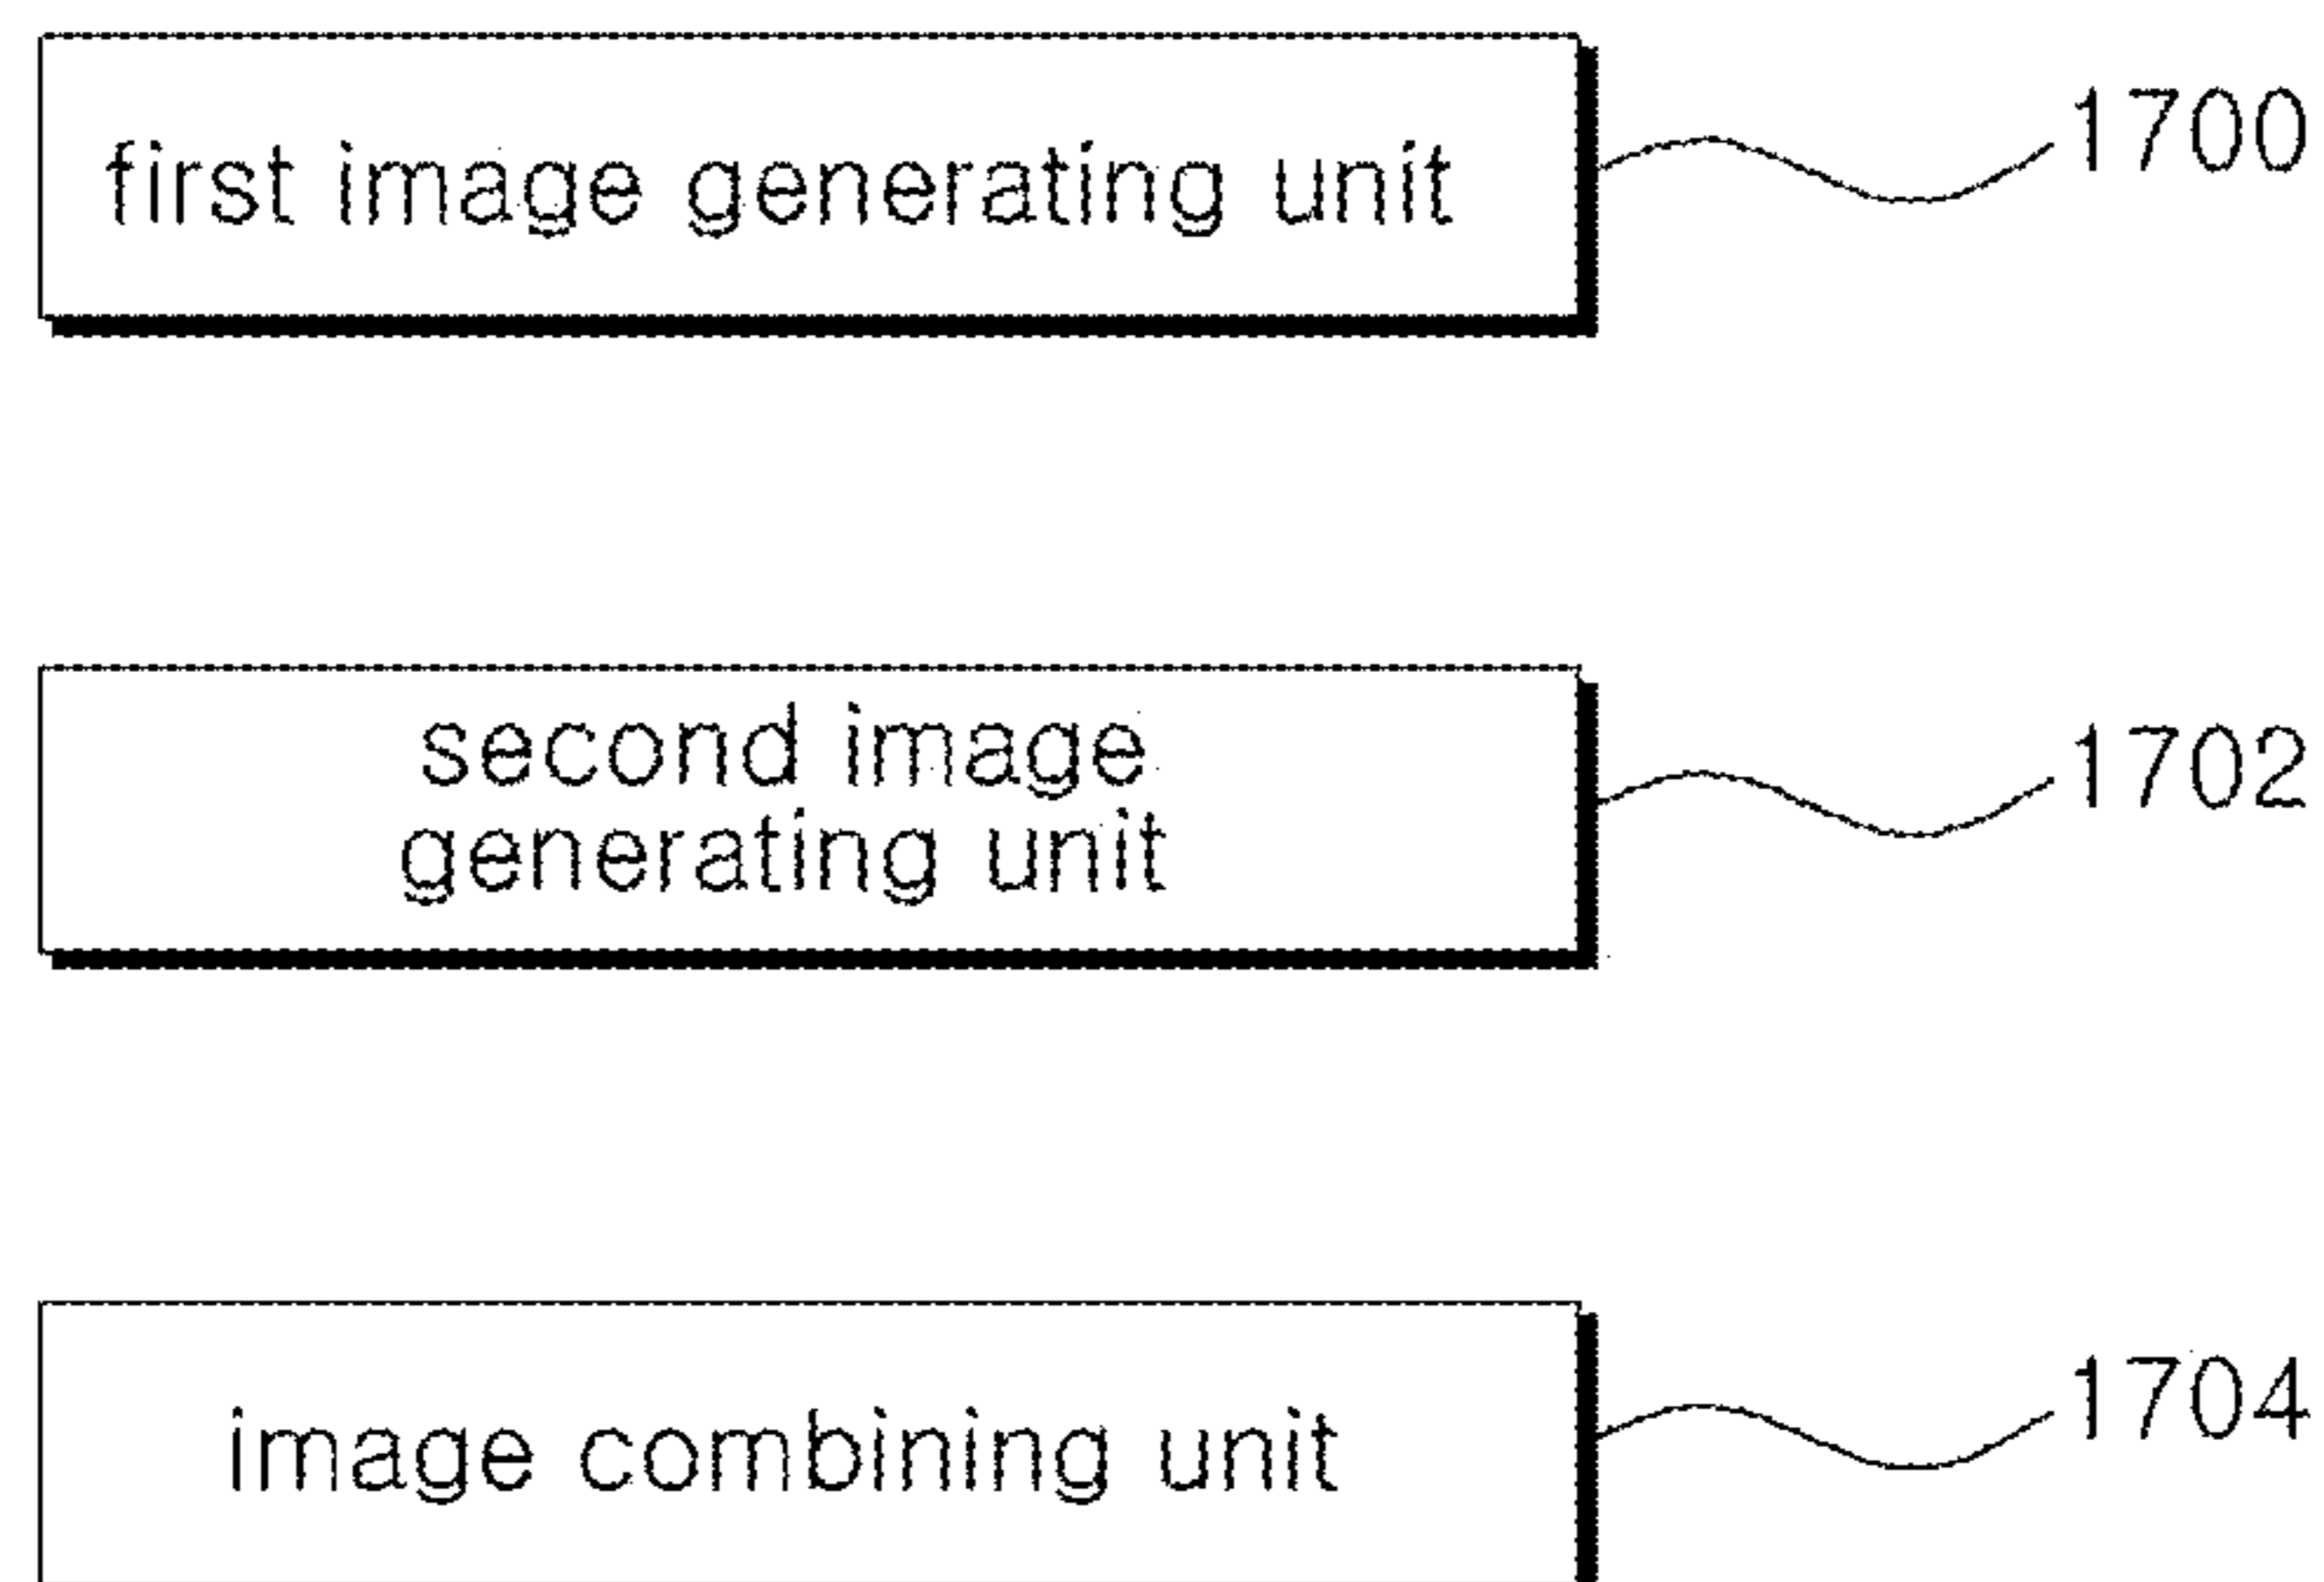 first image generating unit
1700
second image
generating unit
1702
image combining unit
1704